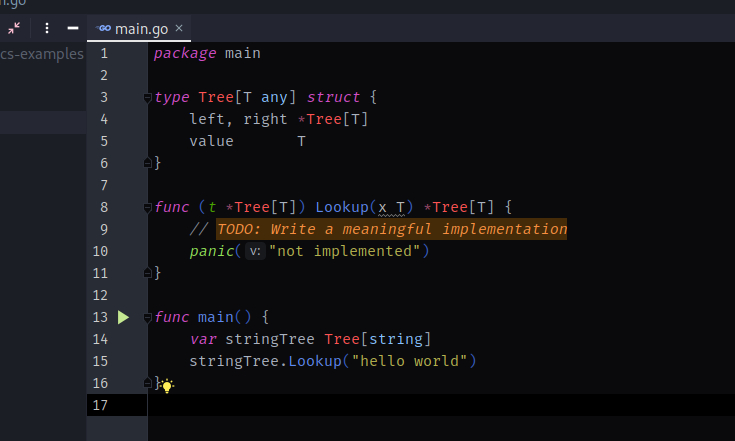 main.go
cs-examples
1 package main
2
3 type Tree[T any] struct {
4 left, right *Tree[T]
5 value T
6 }
7
8 func (t *Tree[T]) Lookup(x T) *Tree[T] {
9 // TODO: Write a meaningful implementation
10 panic( v: "not implemented")
11 }
12
13 func main() {
14 var stringTree Tree[string]
15 stringTree.Lookup("hello world")
16 }
17